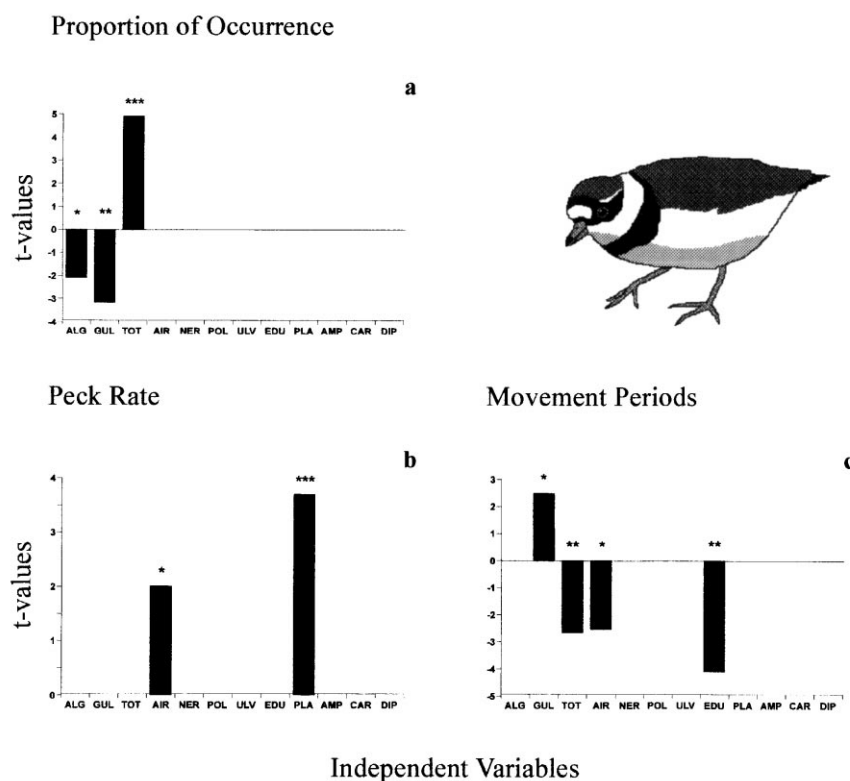 Proportion of Occurrence
a
t-values
5
4
3
2
1
0
-1
-2
-3
-4
* ** ***
ALG GUL TOT AIR NER POL ULV EDU PLA AMP CAR DIP
Peck Rate
b
t-values
4
3
2
1
0
* ***
ALG GUL TOT AIR NER POL ULV EDU PLA AMP CAR DIP
Movement Periods
c
3
2
1
0
-1
-2
-3
-4
-5
* ** * **
ALG GUL TOT AIR NER POL ULV EDU PLA AMP CAR DIP
Independent Variables